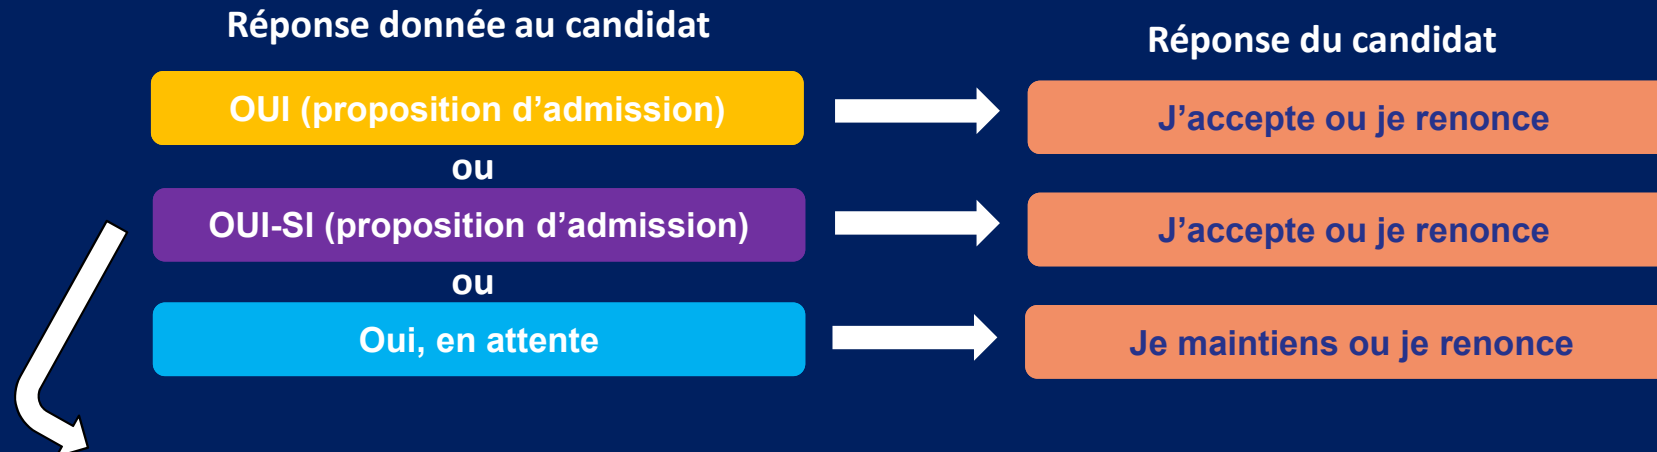 Réponse donnée au candidat
Réponse du candidat
OUI (proposition d’admission)
J’accepte ou je renonce
ou
OUI-SI (proposition d’admission)
J’accepte ou je renonce
ou
Oui, en attente
Je maintiens ou je renonce